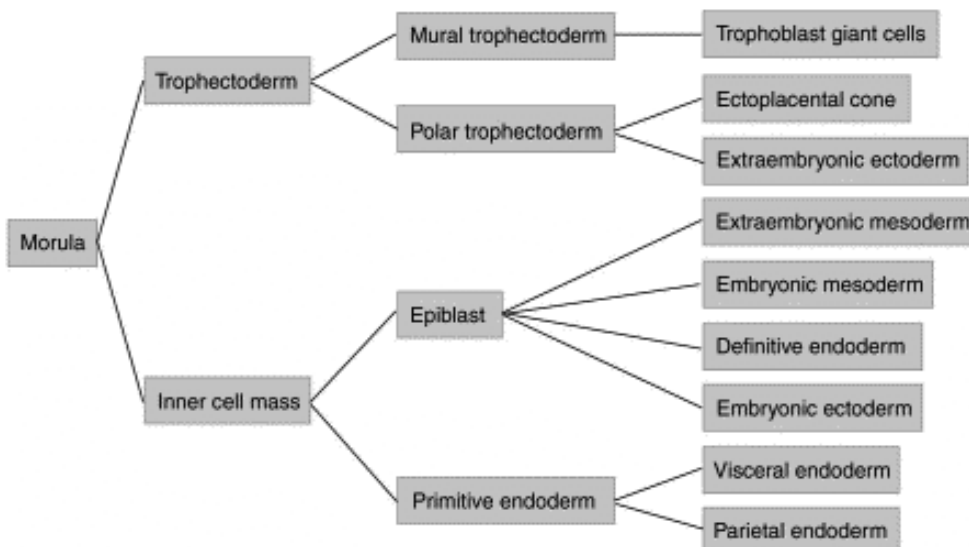 Mural trophectoderm
Trophoblast giant cells
Trophectoderm
Ectoplacental cone
Polar trophectoderm
Extraembryonic ectoderm
Morula
Extraembryonic mesoderm
Embryonic mesoderm
Epiblast
Definitive endoderm
Inner cell mass
Embryonic ectoderm
Visceral endoderm
Primitive endoderm
Parietal endoderm